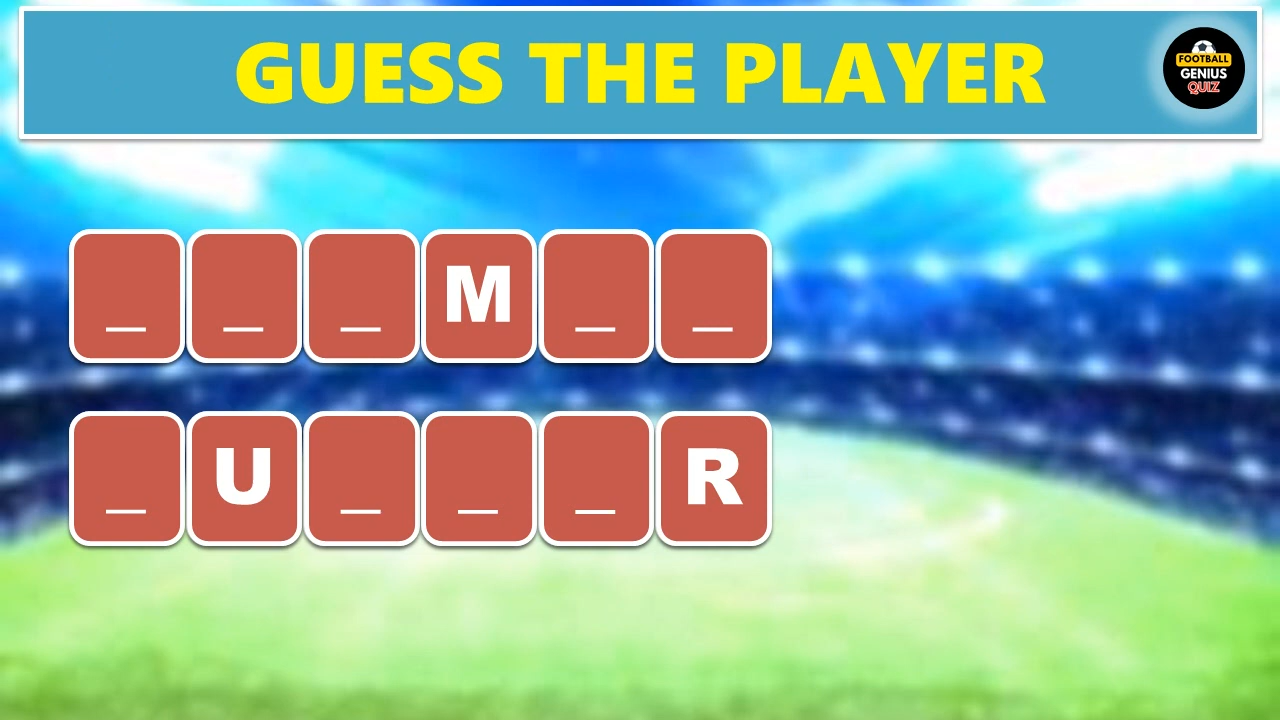 GUESS THE PLAYER
FOOTBALL
GENIUS
QUIZ
_ _ _ M _ _
_ U _ _ _ R